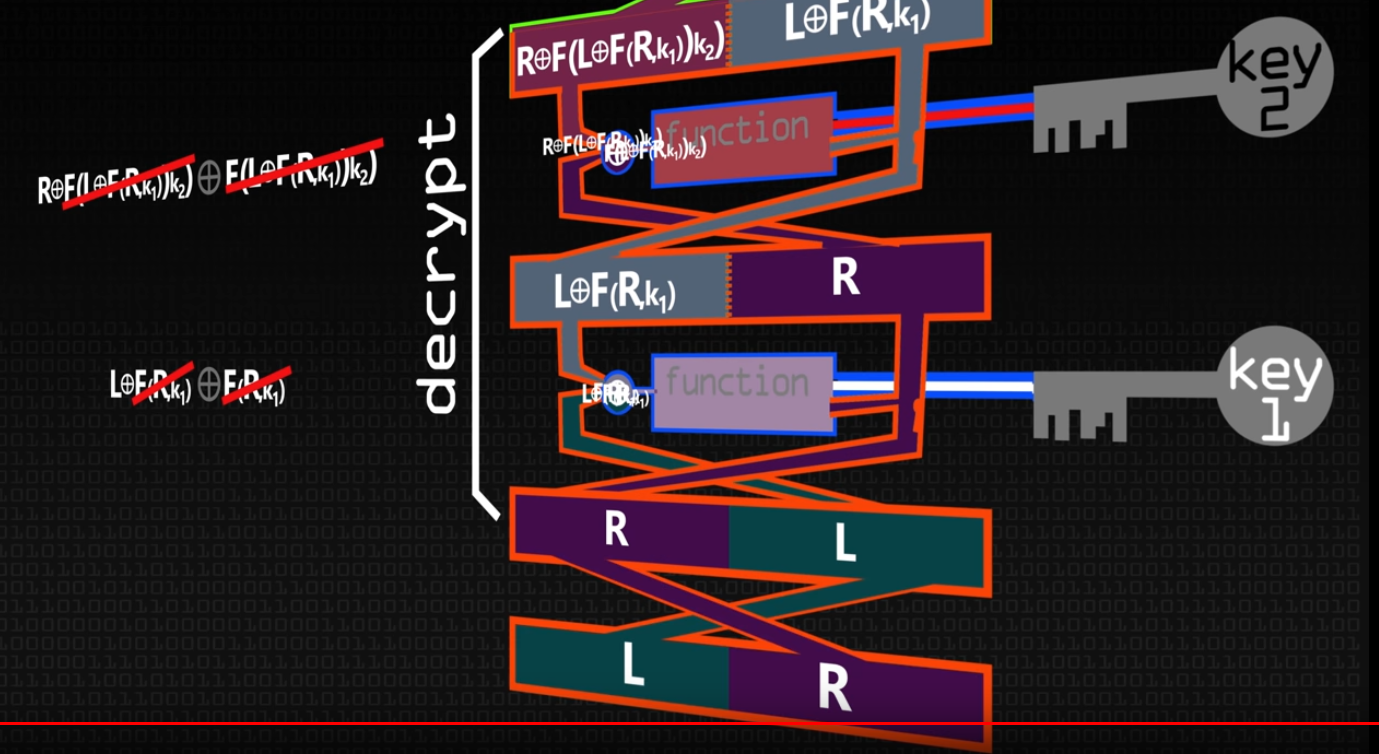 R⊕F(L⊕F(R,k₁))k₂) L⊕F(R,k₁)
key
2
function
R⊕F(L⊕F(R,k₁))k₂) ⊕ F(L⊕F(R,k₁))k₂)
decrypt
L⊕F(R,k₁) R
key
1
function
L⊕F(R,k₁) ⊕ F(R,k₁)
R L
L R